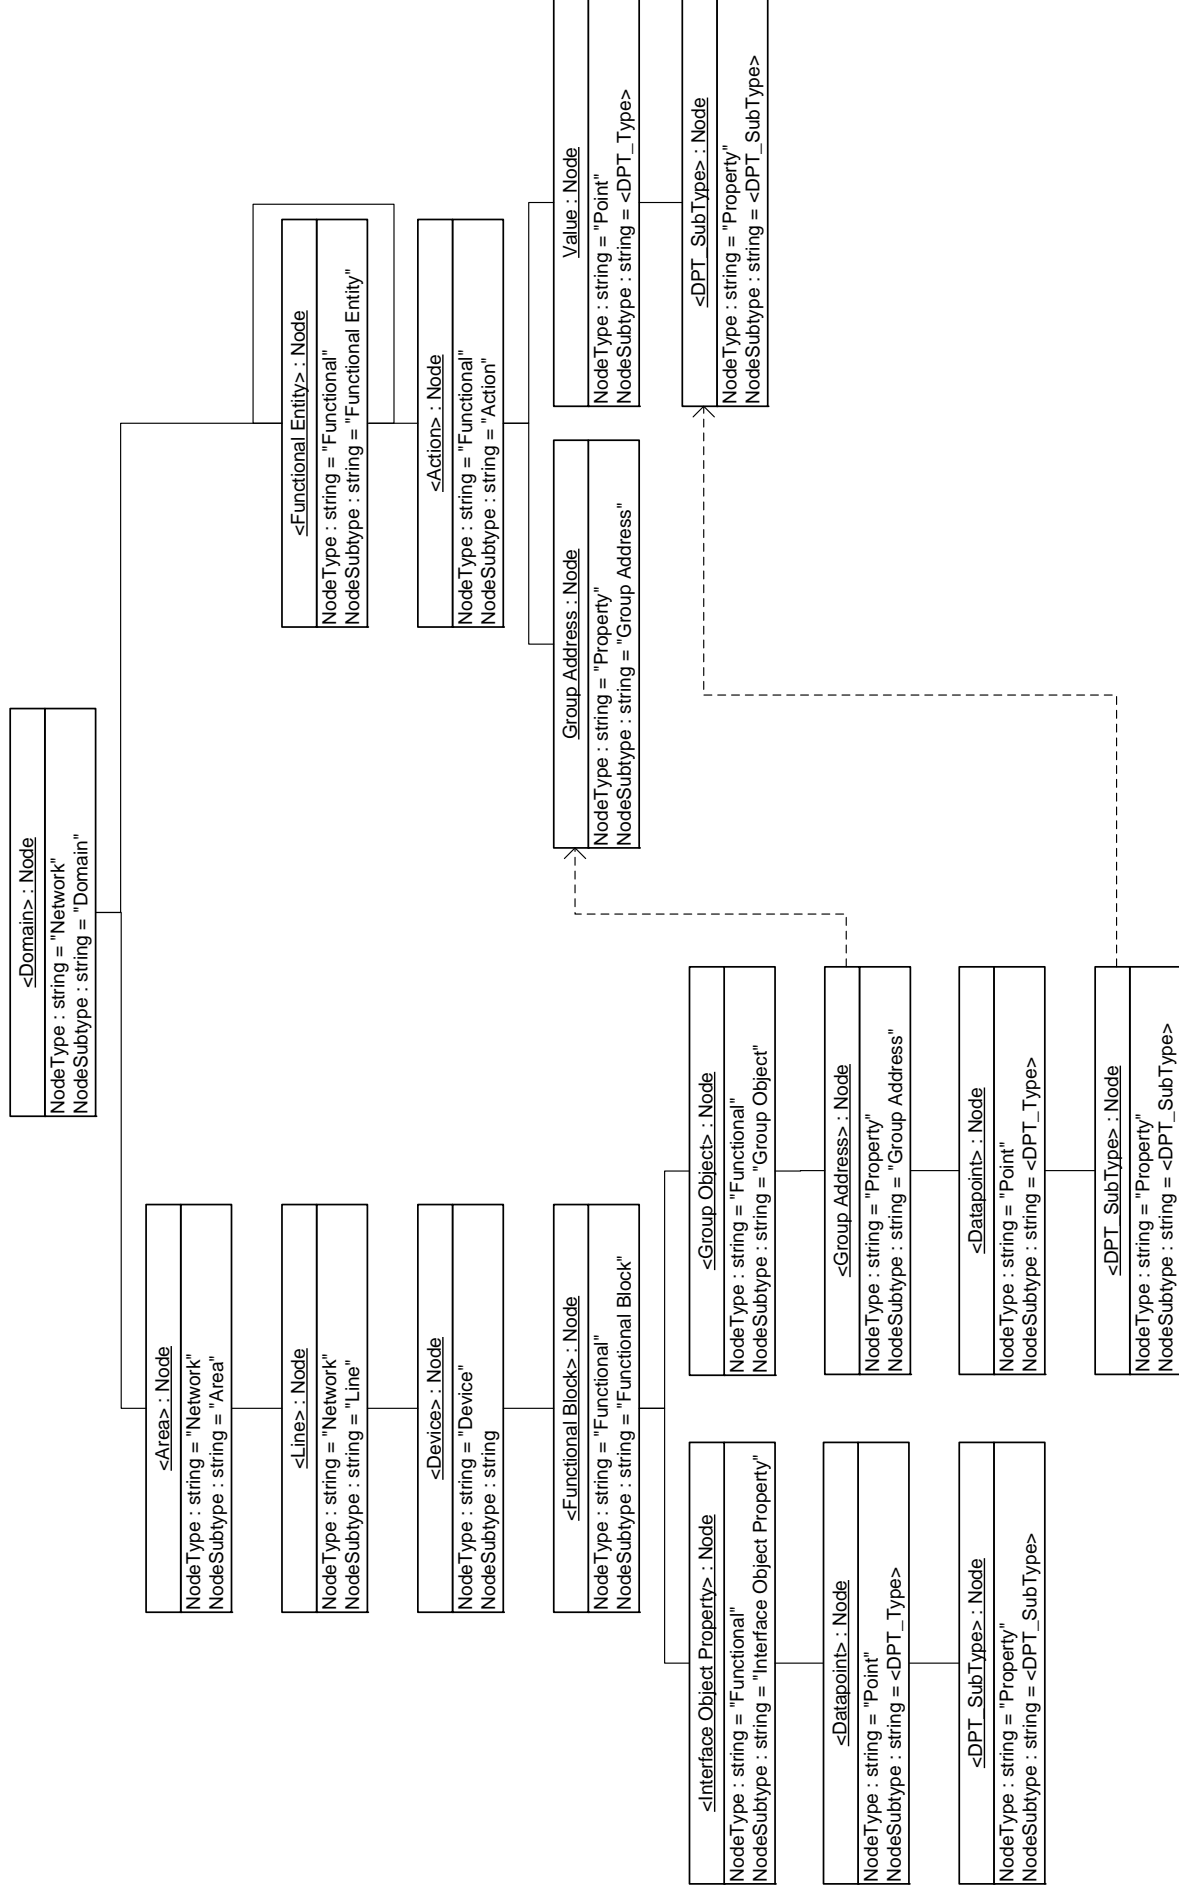 <Domain> : Node
NodeType : string = "Network"
NodeSubtype : string = "Domain"
<Area> : Node
NodeType : string = "Network"
NodeSubtype : string = "Area"
<Line> : Node
NodeType : string = "Network"
NodeSubtype : string = "Line"
<Device> : Node
NodeType : string = "Device"
NodeSubtype : string
<Functional Block> : Node
NodeType : string = "Functional"
NodeSubtype : string = "Functional Block"
<Interface Object Property> : Node
NodeType : string = "Functional"
NodeSubtype : string = "Interface Object Property"
<Datapoint> : Node
NodeType : string = "Point"
NodeSubtype : string = <DPT_Type>
<DPT_SubType> : Node
NodeType : string = "Property"
NodeSubtype : string = <DPT_SubType>
<Group Object> : Node
NodeType : string = "Functional"
NodeSubtype : string = "Group Object"
<Group Address> : Node
NodeType : string = "Property"
NodeSubtype : string = "Group Address"
<Datapoint> : Node
NodeType : string = "Point"
NodeSubtype : string = <DPT_Type>
<DPT_SubType> : Node
NodeType : string = "Property"
NodeSubtype : string = <DPT_SubType>
<Functional Entity> : Node
NodeType : string = "Functional"
NodeSubtype : string = "Functional Entity"
<Action> : Node
NodeType : string = "Functional"
NodeSubtype : string = "Action"
Group Address : Node
NodeType : string = "Property"
NodeSubtype : string = "Group Address"
Value : Node
NodeType : string = "Point"
NodeSubtype : string = <DPT_Type>
<DPT_SubType> : Node
NodeType : string = "Property"
NodeSubtype : string = <DPT_SubType>